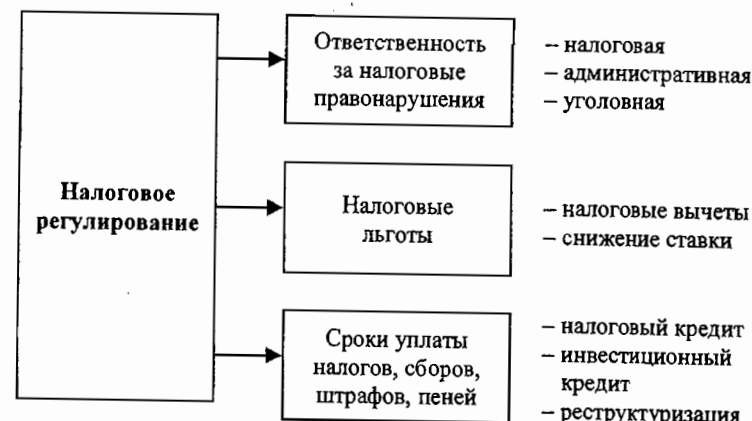 Налоговое
регулирование
Ответственность
за налоговые
правонарушения
– налоговая
– административная
– уголовная
Налоговые
льготы
– налоговые вычеты
– снижение ставки
Сроки уплаты
налогов, сборов,
штрафов, пеней
– налоговый кредит
– инвестиционный
кредит
– реструктуризация